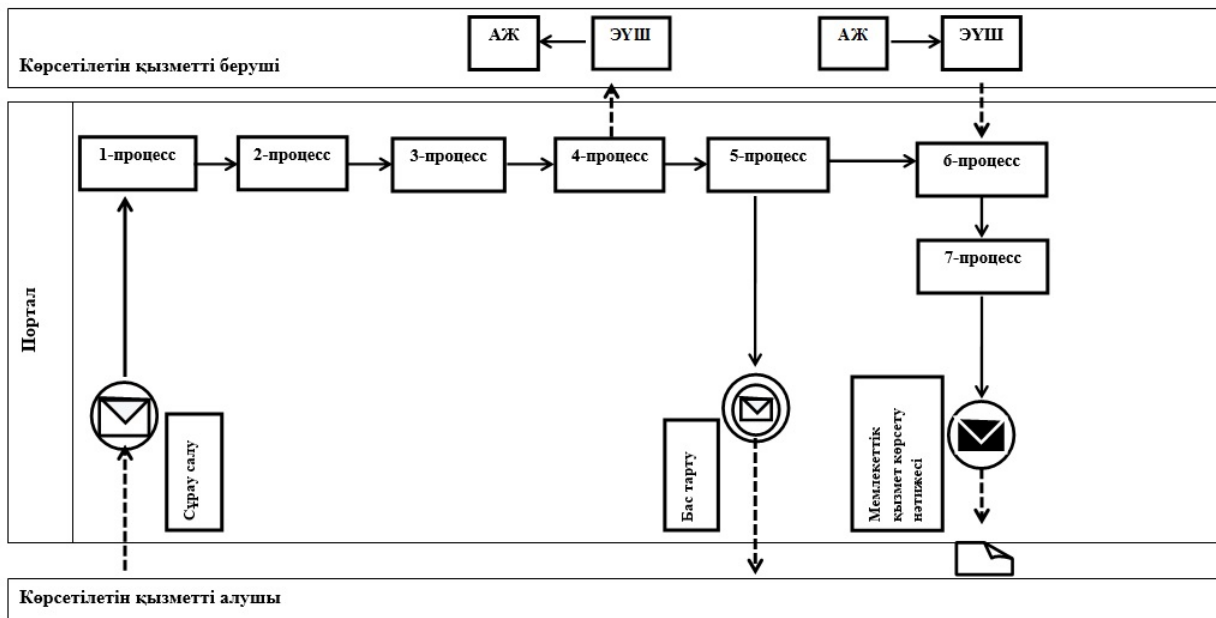 АЖ
ЭҮШ
АЖ
ЭҮШ
Көрсетілетін қызметті беруші
Портал
1-процесс
2-процесс
3-процесс
4-процесс
5-процесс
6-процесс
7-процесс
Сұрау салу
Бас тарту
Мемлекеттік
қызмет көрсету
нәтижесі
Көрсетілетін қызметті алушы